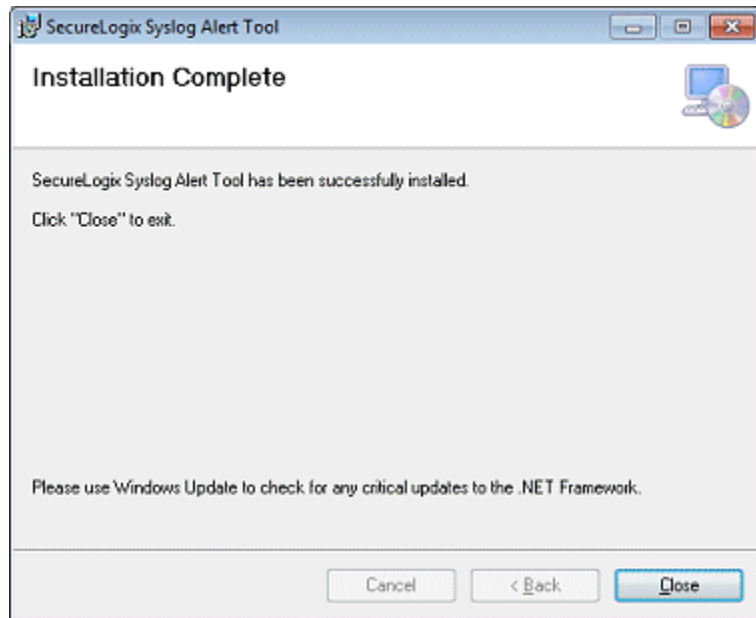 SecureLogix Syslog Alert Tool
Installation Complete
SecureLogix Syslog Alert Tool has been successfully installed.
Click "Close" to exit.
Please use Windows Update to check for any critical updates to the .NET Framework.
Cancel
< Back
Close